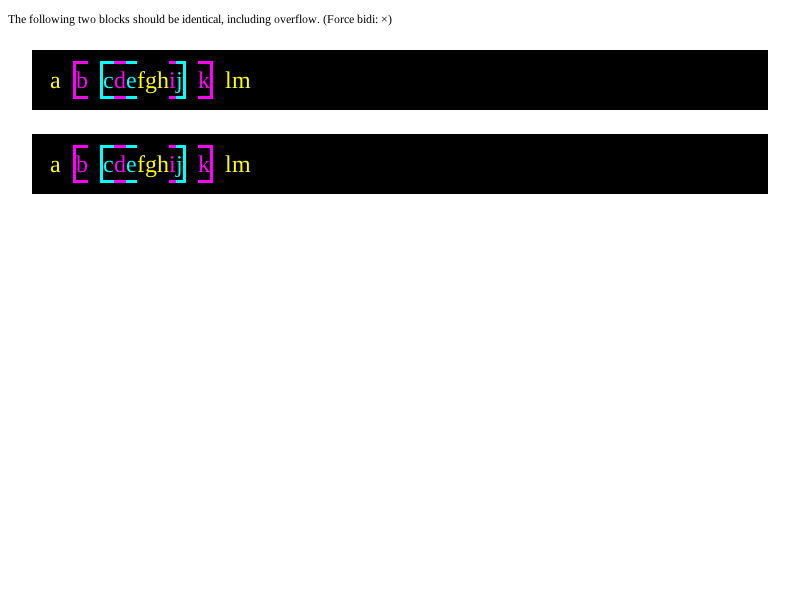 The following two blocks should be identical, including overflow. (Force bidi: ×)
a b cdefghij k lm
a b cdefghij k lm